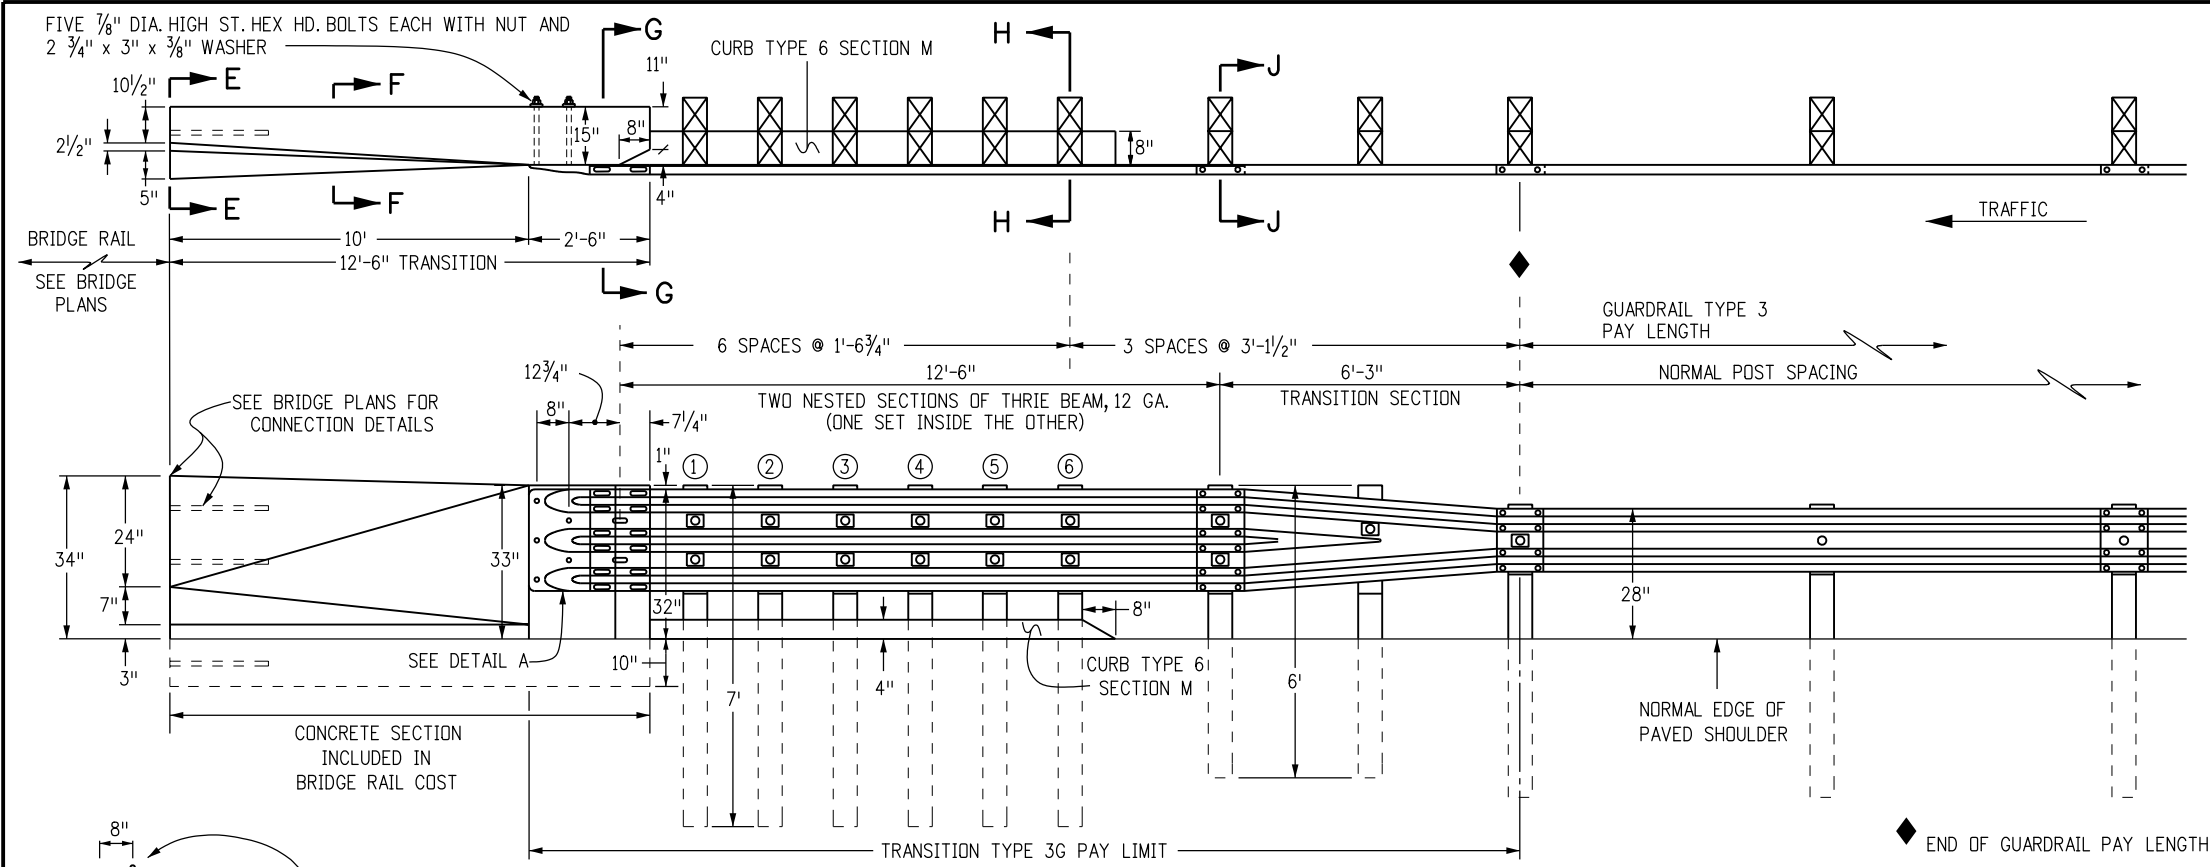 FIVE 7/8" DIA. HIGH ST. HEX HD. BOLTS EACH WITH NUT AND
2 3/4" x 3" x 3/8" WASHER
G
CURB TYPE 6 SECTION M
H
J
11"
E
F
10 1/2"
15"
8"
8"
2 1/2"
5"
4"
E
F
H
J
TRAFFIC
BRIDGE RAIL
10'
2'-6"
12'-6" TRANSITION
SEE BRIDGE
PLANS
G
GUARDRAIL TYPE 3
PAY LENGTH
6 SPACES @ 1'-6 3/4"
3 SPACES @ 3'-1 1/2"
12 3/4"
12'-6"
6'-3"
NORMAL POST SPACING
TRANSITION SECTION
SEE BRIDGE PLANS FOR
CONNECTION DETAILS
8"
TWO NESTED SECTIONS OF THRIE BEAM, 12 GA.
(ONE SET INSIDE THE OTHER)
7 1/4"
1"
1
2
3
4
5
6
34"
24"
33"
7"
32"
8"
28"
3"
SEE DETAIL A
10"
4"
CURB TYPE 6
SECTION M
7'
6'
NORMAL EDGE OF
PAVED SHOULDER
CONCRETE SECTION
INCLUDED IN
BRIDGE RAIL COST
8"
TRANSITION TYPE 3G PAY LIMIT
END OF GUARDRAIL PAY LENGTH